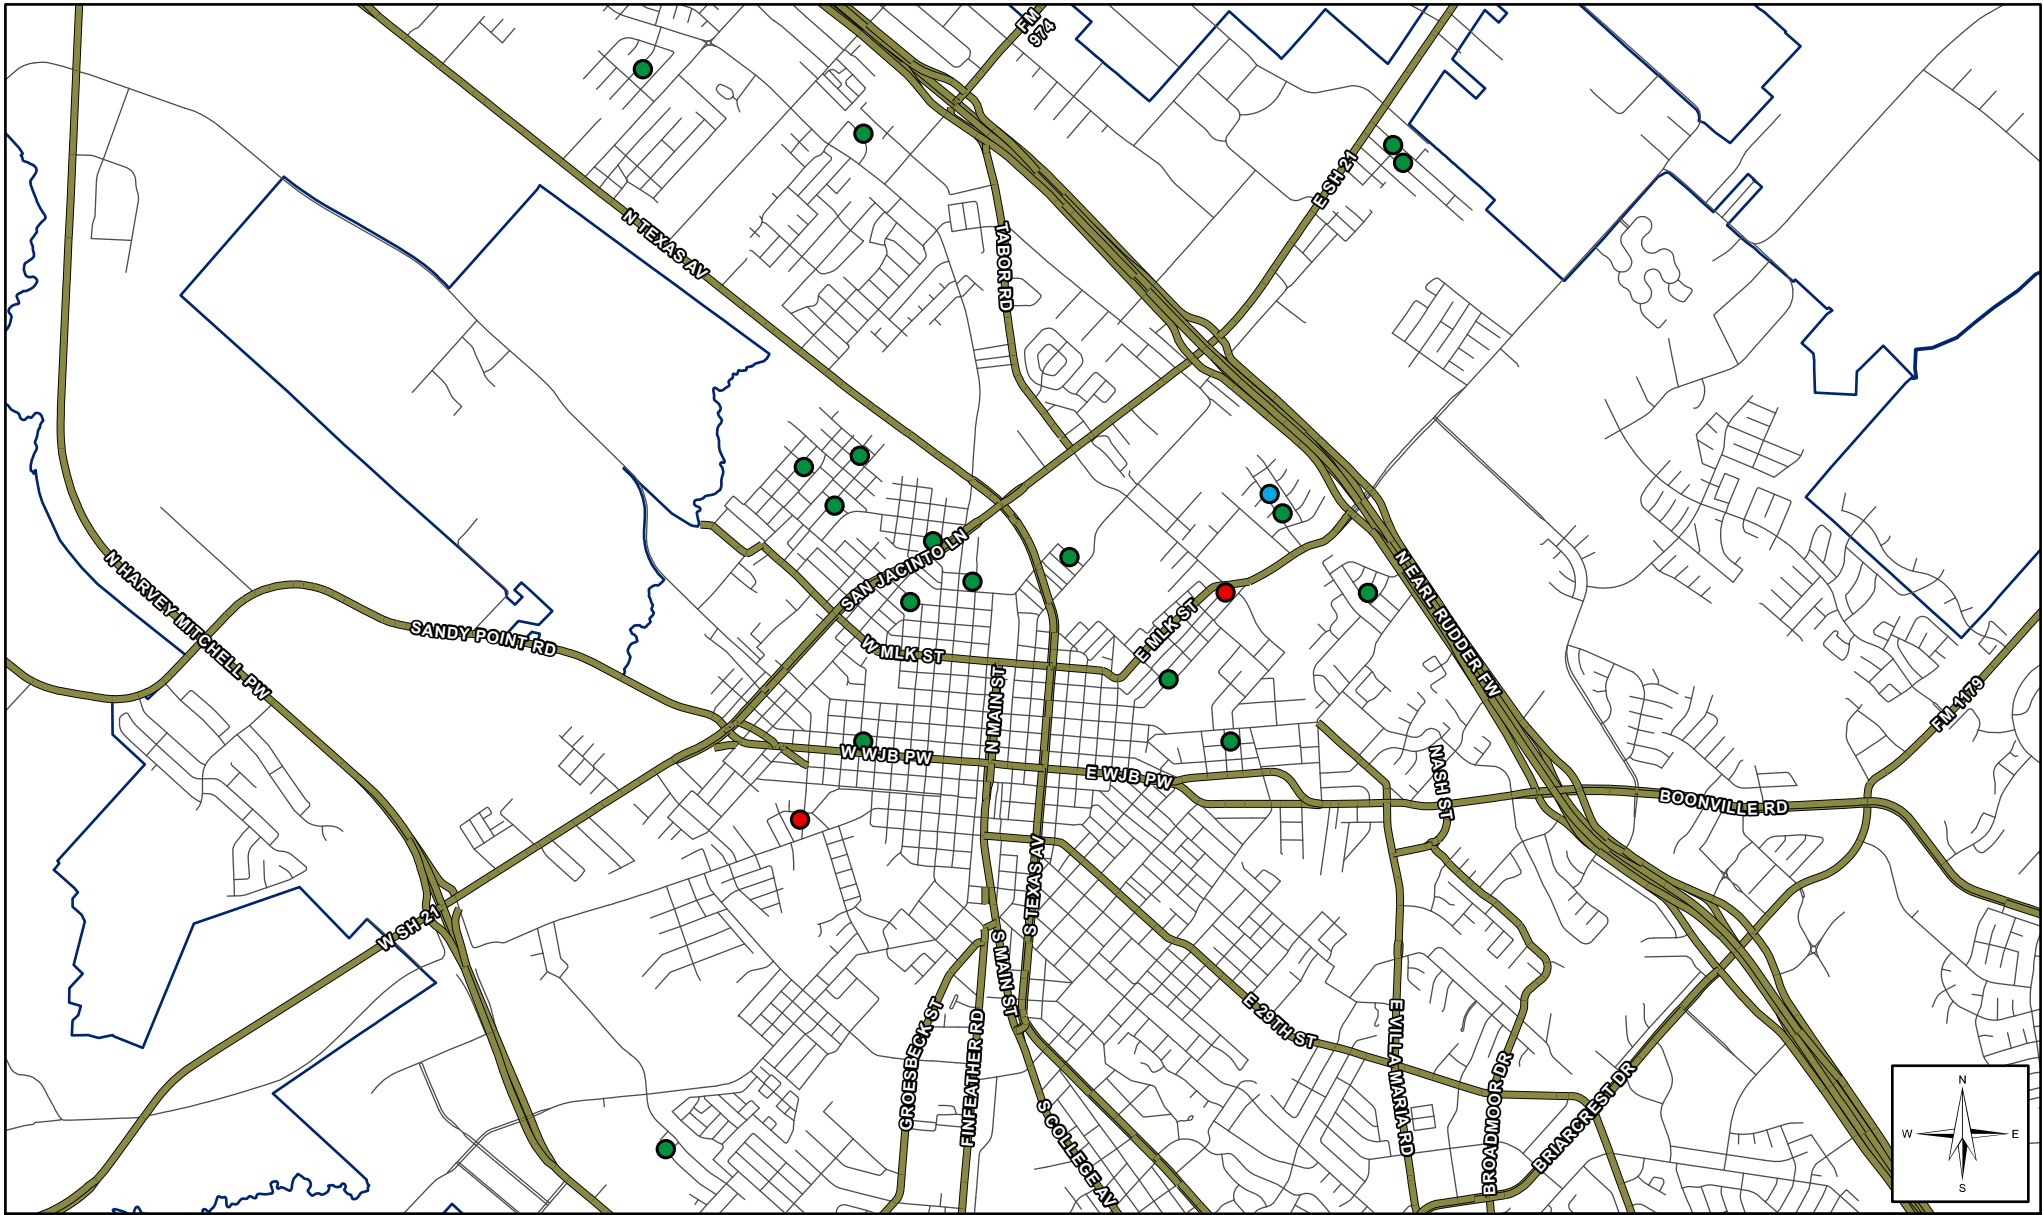 FM
974
E SH 21
N TEXAS AV
TABOR RD
N HARVEY MITCHELL PW
SAN JACINTO LN
SANDY POINT RD
W MLK ST
E MLK ST
N EARL RUDDER FW
N MAIN ST
FM 1179
W WJB PW
E WJB PW
NASH ST
BOONVILLE RD
S TEXAS AV
W SH 21
S MAIN ST
E 29TH ST
GROESBECK ST
FINFEATHER RD
E VILLA MARIA RD
BROADMOOR DR
BRIARCREST DR
S COLLEGE AV
N
W E
S